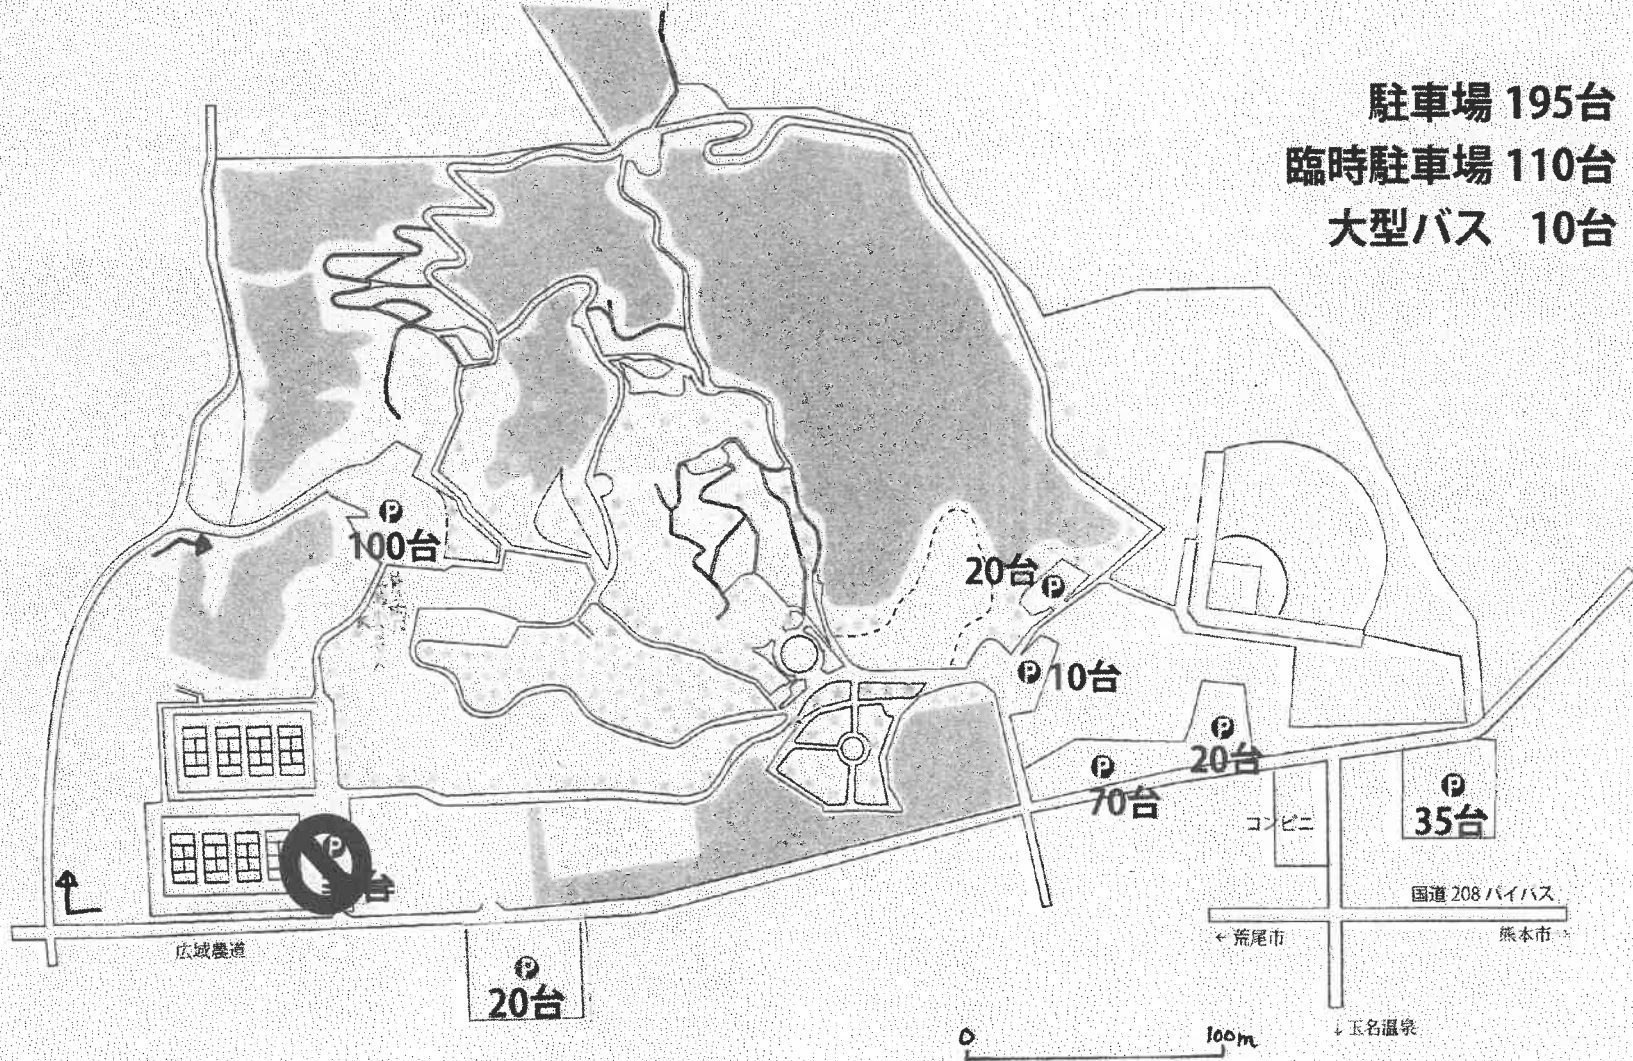 駐車場 195台
臨時駐車場 110台
大型バス 10台
P
100台
20台 P
P 10台
P
20台
P
70台
P
35台
コンビニ
P
台
国道 208 バイパス
← 荒尾市
熊本市 →
広域農道
P
20台
↓ 玉名温泉
0 100m